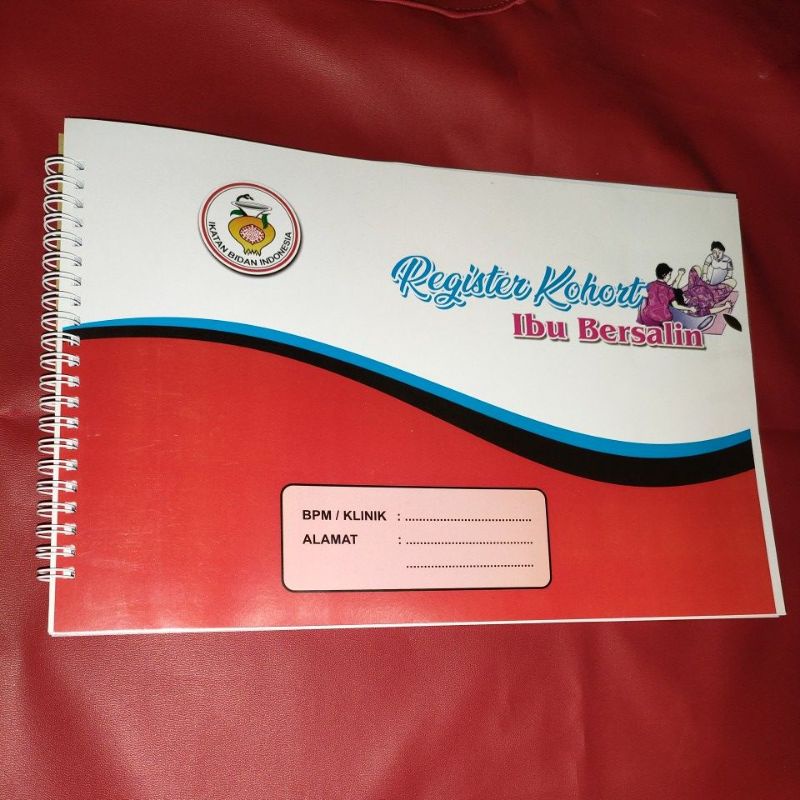 IKATAN BIDAN INDONESIA
Register Kohort
Ibu Bersalin
BPM / KLINIK : ......................................
ALAMAT : ......................................
......................................